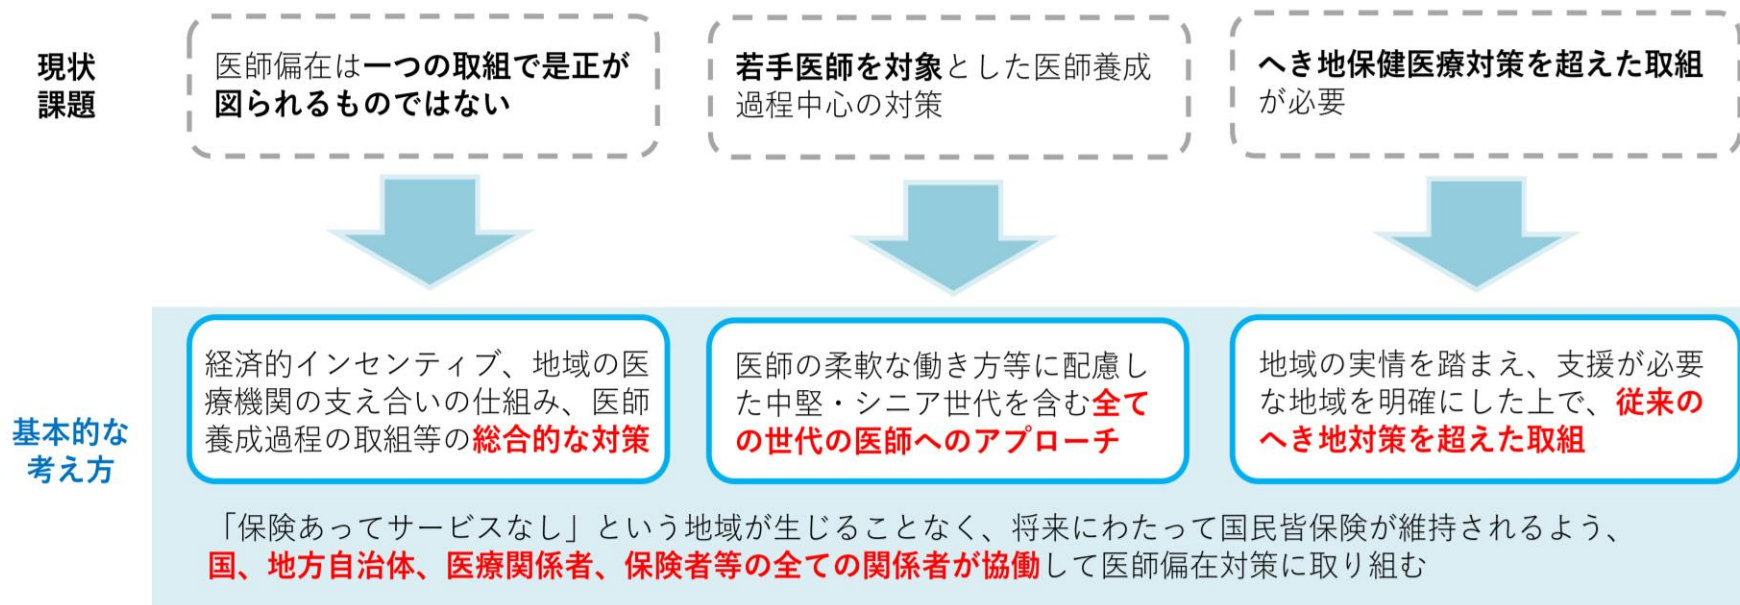 現状
課題
医師偏在は一つの取組で是正が
図られるものではない
若手医師を対象とした医師養成
過程中心の対策
へき地保健医療対策を超えた取組
が必要
基本的な
考え方
経済的インセンティブ、地域の医
療機関の支え合いの仕組み、医師
養成過程の取組等の総合的な対策
医師の柔軟な働き方等に配慮し
た中堅・シニア世代を含む全て
の世代の医師へのアプローチ
地域の実情を踏まえ、支援が必要
な地域を明確にした上で、従来の
へき地対策を超えた取組
「保険あってサービスなし」という地域が生じることなく、将来にわたって国民皆保険が維持されるよう、
国、地方自治体、医療関係者、保険者等の全ての関係者が協働して医師偏在対策に取り組む